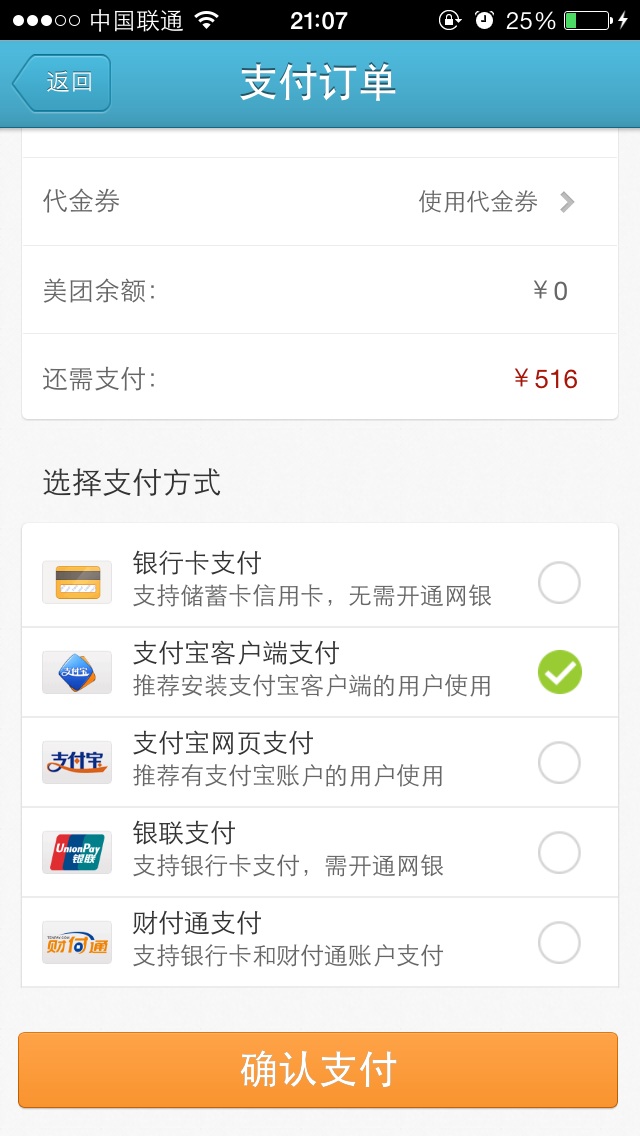 中国联通
21:07
25%
返回
支付订单
代金券
使用代金券
美团余额:
¥0
还需支付:
¥516
选择支付方式
银行卡支付
支持储蓄卡信用卡，无需开通网银
支付宝
支付宝客户端支付
推荐安装支付宝客户端的用户使用
支付宝
支付宝网页支付
推荐有支付宝账户的用户使用
UnionPay
银联
银联支付
支持银行卡支付，需开通网银
财付通
财付通支付
支持银行卡和财付通账户支付
确认支付